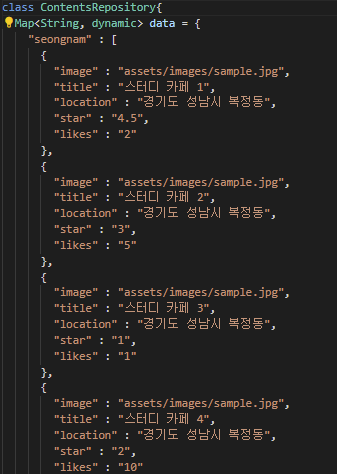 class ContentsRepository{
Map<String, dynamic> data = {
"seongnam" : [
{
"image" : "assets/images/sample.jpg",
"title" : "스터디 카페 1",
"location" : "경기도 성남시 복정동",
"star" : "4.5",
"likes" : "2"
},
{
"image" : "assets/images/sample.jpg",
"title" : "스터디 카페 2",
"location" : "경기도 성남시 복정동",
"star" : "3",
"likes" : "5"
},
{
"image" : "assets/images/sample.jpg",
"title" : "스터디 카페 3",
"location" : "경기도 성남시 복정동",
"star" : "1",
"likes" : "1"
},
{
"image" : "assets/images/sample.jpg",
"title" : "스터디 카페 4",
"location" : "경기도 성남시 복정동",
"star" : "2",
"likes" : "10"